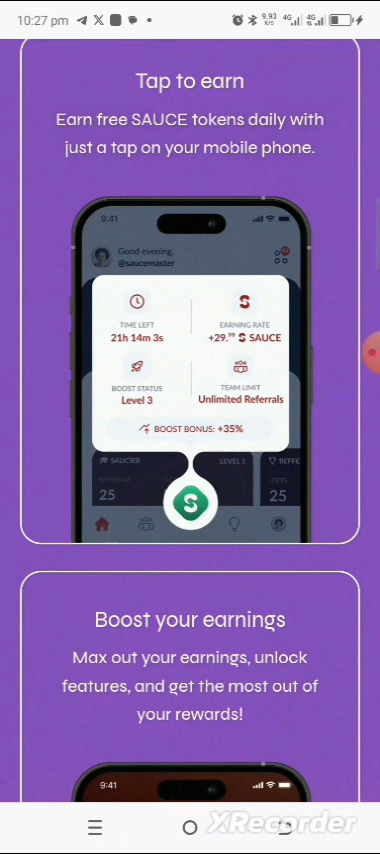 10:27 pm 9.93 K/S 4G 4G
Tap to earn
Earn free SAUCE tokens daily with
just a tap on your mobile phone.
9:41
Good evening,
@saucemaster
TIME LEFT
21h 14m 3s
EARNING RATE
+29.⁹⁹ S SAUCE
BOOST STATUS
Level 3
TEAM LIMIT
Unlimited Referrals
BOOST BONUS: +35%
SAUCIER LEVEL 1
25
REFE
USERS
25
S
Boost your earnings
Max out your earnings, unlock
features, and get the most out of
your rewards!
9:41
XRecorder